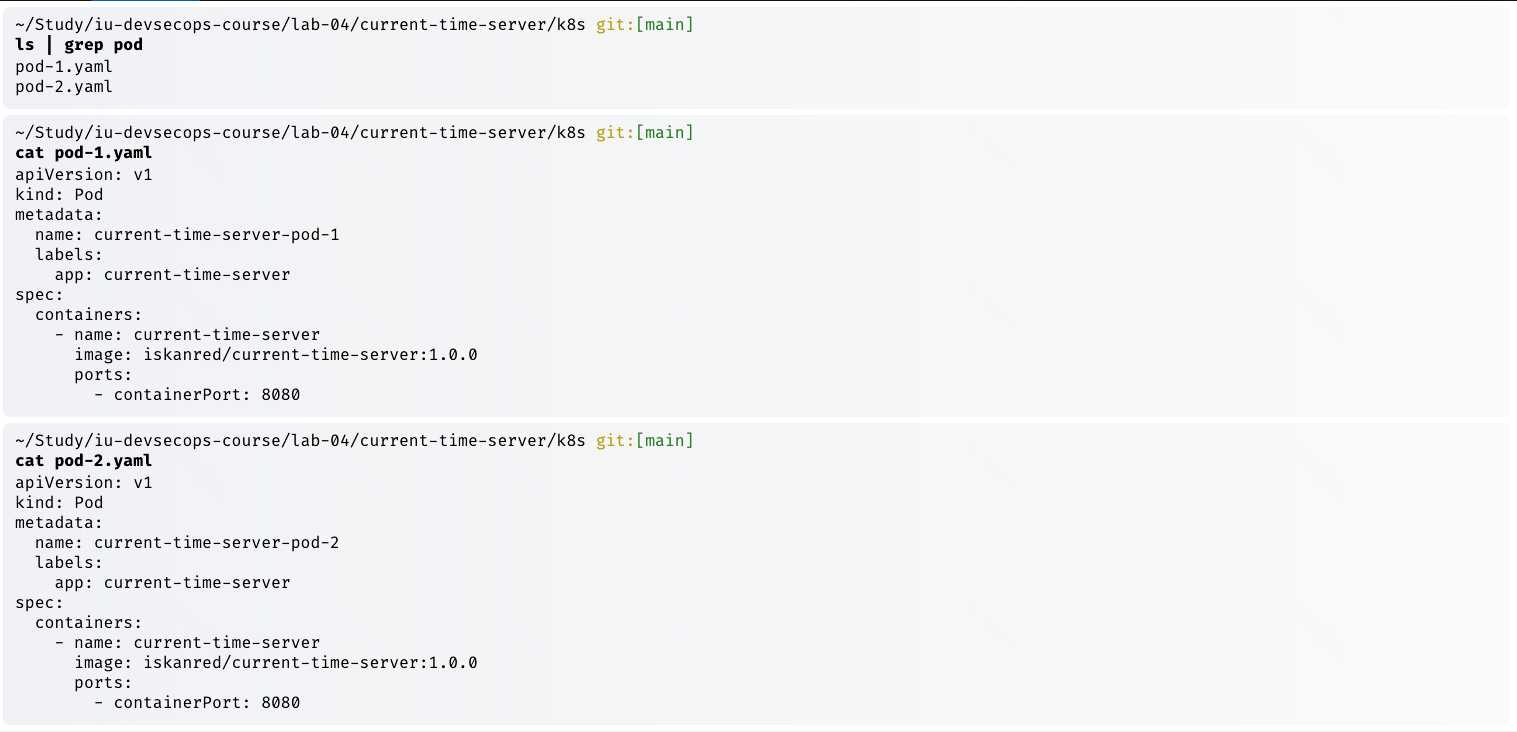 ~/Study/iu-devsecops-course/lab-04/current-time-server/k8s git:[main]
ls | grep pod
pod-1.yaml
pod-2.yaml
~/Study/iu-devsecops-course/lab-04/current-time-server/k8s git:[main]
cat pod-1.yaml
apiVersion: v1
kind: Pod
metadata:
  name: current-time-server-pod-1
  labels:
    app: current-time-server
spec:
  containers:
    - name: current-time-server
      image: iskanred/current-time-server:1.0.0
      ports:
        - containerPort: 8080
~/Study/iu-devsecops-course/lab-04/current-time-server/k8s git:[main]
cat pod-2.yaml
apiVersion: v1
kind: Pod
metadata:
  name: current-time-server-pod-2
  labels:
    app: current-time-server
spec:
  containers:
    - name: current-time-server
      image: iskanred/current-time-server:1.0.0
      ports:
        - containerPort: 8080